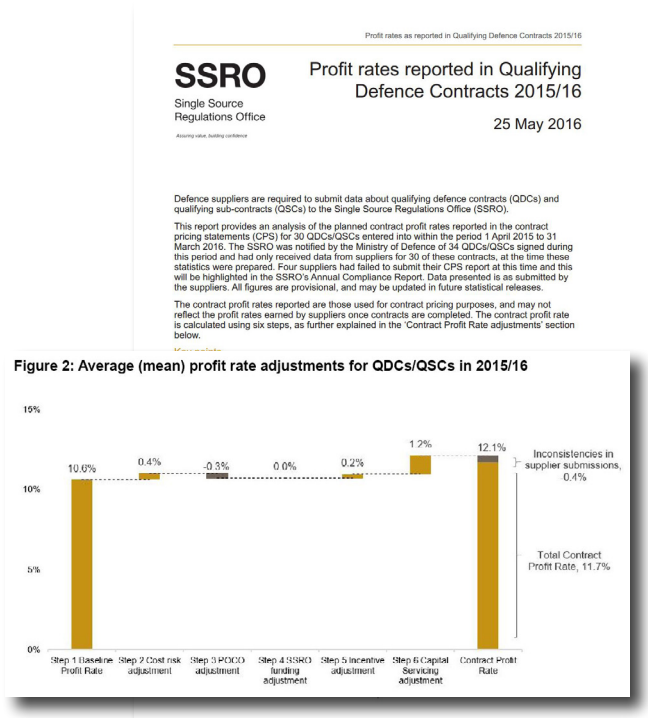 Profit rates as reported in Qualifying Defence Contracts 2015/16
SSRO
Single Source
Regulations Office
Assuring value, building confidence
Profit rates reported in Qualifying
Defence Contracts 2015/16
25 May 2016
Defence suppliers are required to submit data about qualifying defence contracts (QDCs) and
qualifying sub-contracts (QSCs) to the Single Source Regulations Office (SSRO).
This report provides an analysis of the planned contract profit rates reported in the contract
pricing statements (CPS) for 30 QDCs/QSCs entered into within the period 1 April 2015 to 31
March 2016. The SSRO was notified by the Ministry of Defence of 34 QDCs/QSCs signed during
this period and had only received data from suppliers for 30 of these contracts, at the time these
statistics were prepared. Four suppliers had failed to submit their CPS report at this time and this
will be highlighted in the SSRO's Annual Compliance Report. Data presented is as submitted by
the suppliers. All figures are provisional, and may be updated in future statistical releases.
The contract profit rates reported are those used for contract pricing purposes, and may not
reflect the profit rates earned by suppliers once contracts are completed. The contract profit rate
is calculated using six steps, as further explained in the 'Contract Profit Rate adjustments' section
below.
Figure 2: Average (mean) profit rate adjustments for QDCs/QSCs in 2015/16
15%
10%
5%
0%
10.6%
0.4%
-0.3%
0.0%
0.2%
1.2%
12.1%
Inconsistencies in
supplier submissions,
-0.4%
Total Contract
Profit Rate, 11.7%
Step 1 Baseline
Profit Rate
Step 2 Cost risk
adjustment
Step 3 POCO
adjustment
Step 4 SSRO
funding
adjustment
Step 5 Incentive
adjustment
Step 6 Capital
Servicing
adjustment
Contract Profit
Rate